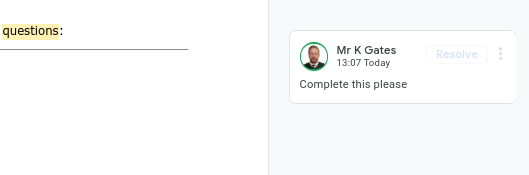 questions:
Mr K Gates
Resolve
13:07 Today
Complete this please